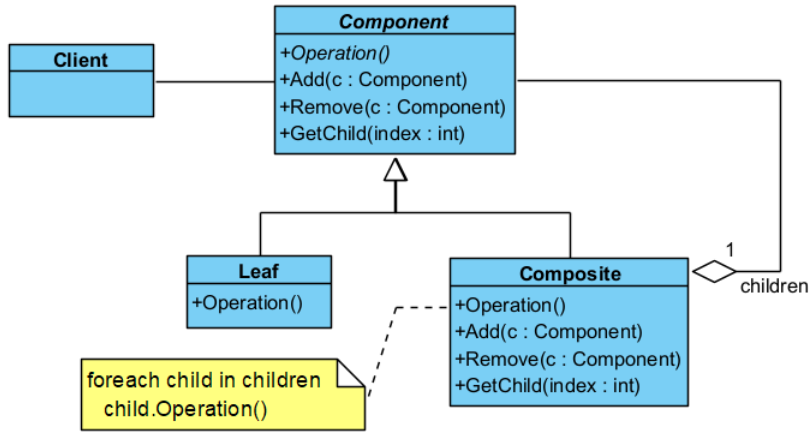 Component
+Operation()
+Add(c : Component)
+Remove(c : Component)
+GetChild(index : int)
Client
Leaf
+Operation()
Composite
+Operation()
+Add(c : Component)
+Remove(c : Component)
+GetChild(index : int)
1
children
foreach child in children
child.Operation()